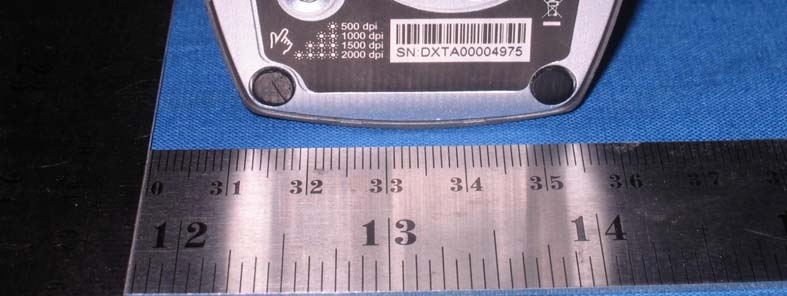 500 dpi
1000 dpi
1500 dpi
2000 dpi
SN:DXTA00004975
0 31 32 33 34 35 36 37
12 13 14